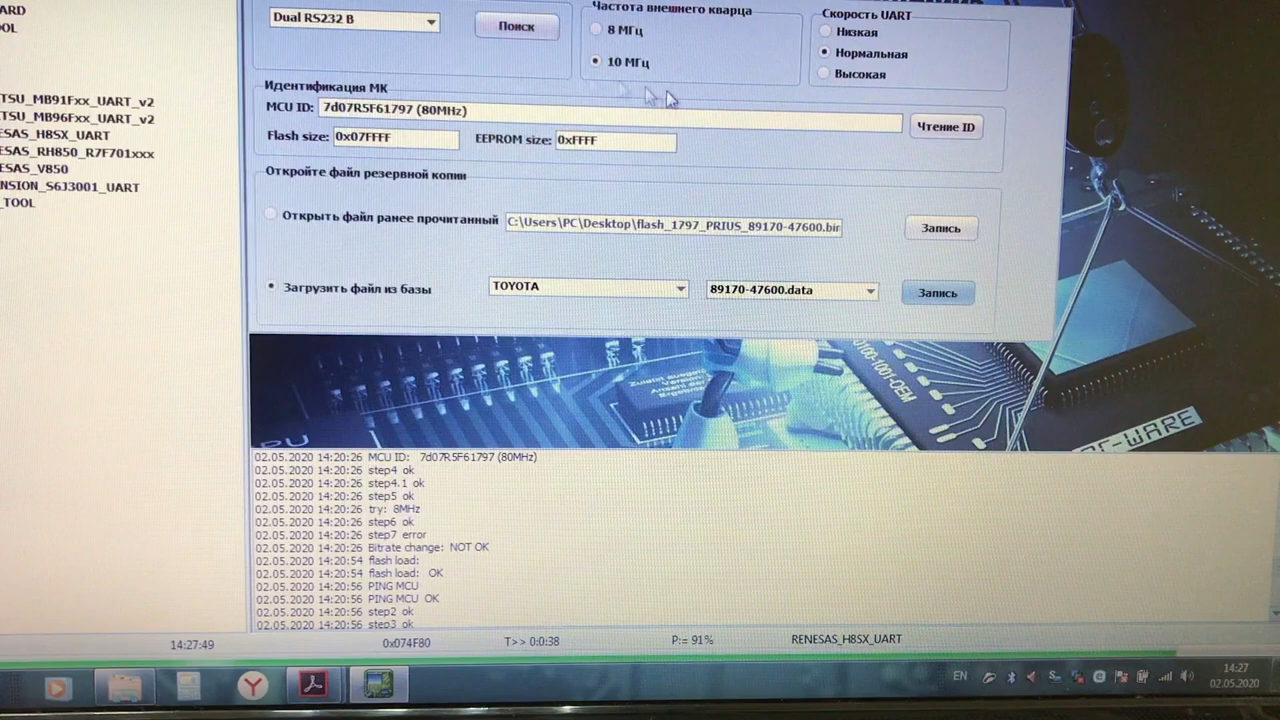 ARD
OOL
TSU_MB91Fxx_UART_v2
TSU_MB96Fxx_UART_v2
ESAS_H8SX_UART
ESAS_RH850_R7F701xxx
ESAS_V850
NSION_S6J3001_UART
_TOOL
Dual RS232 B
Поиск
Частота внешнего кварца
8 МГц
10 МГц
Скорость UART
Низкая
Нормальная
Высокая
Идентификация МК
MCU ID: 7d07R5F61797 (80MHz)
Чтение ID
Flash size: 0x07FFFF EEPROM size: 0xFFFF
Откройте файл резервной копии
Открыть файл ранее прочитанный C:\Users\PC\Desktop\flash_1797_PRIUS_89170-47600.bin Запись
Загрузить файл из базы TOYOTA 89170-47600.data Запись
0100-1001-OEM
PC-WARE
PU
02.05.2020 14:20:26 MCU ID: 7d07R5F61797 (80MHz)
02.05.2020 14:20:26 step4 ok
02.05.2020 14:20:26 step4.1 ok
02.05.2020 14:20:26 step5 ok
02.05.2020 14:20:26 try: 8MHz
02.05.2020 14:20:26 step6 ok
02.05.2020 14:20:26 step7 error
02.05.2020 14:20:26 Bitrate change: NOT OK
02.05.2020 14:20:54 flash load:
02.05.2020 14:20:54 flash load: OK
02.05.2020 14:20:56 PING MCU
02.05.2020 14:20:56 PING MCU OK
02.05.2020 14:20:56 step2 ok
02.05.2020 14:20:56 step3 ok
14:27:49 0x074F80 T>> 0:0:38 P:= 91% RENESAS_H8SX_UART
EN
14:27
02.05.2020